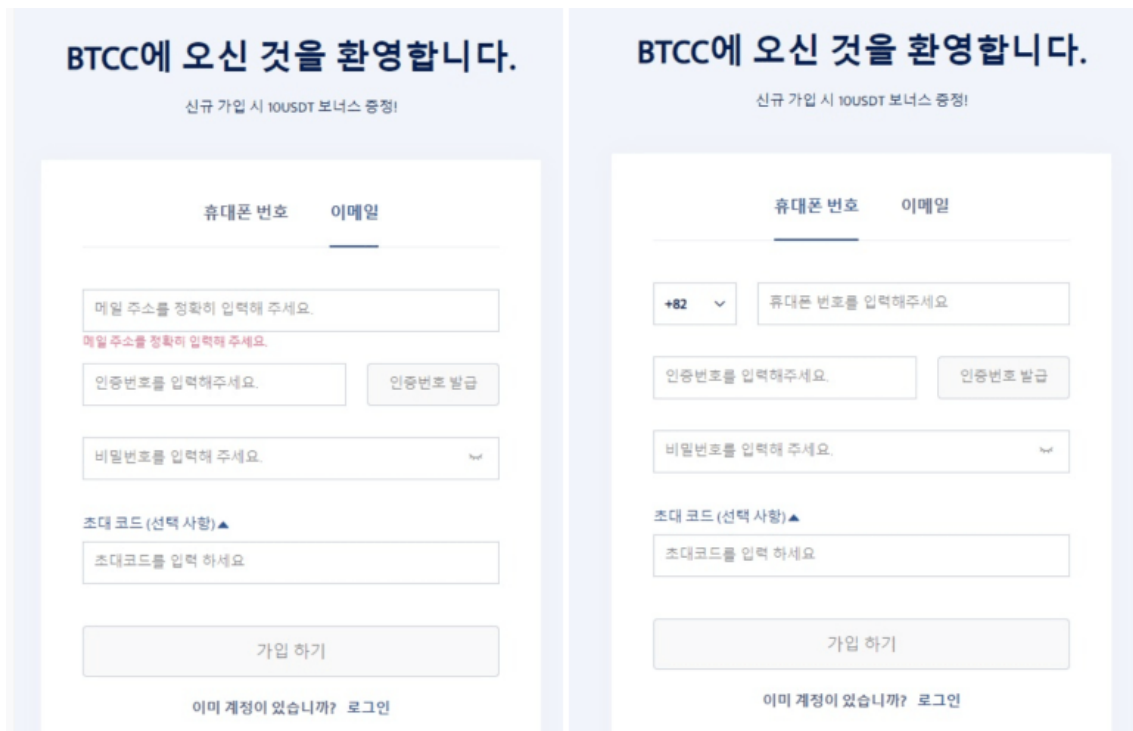 BTCC에 오신 것을 환영합니다.
신규 가입 시 10USDT 보너스 증정!
휴대폰 번호 이메일
메일 주소를 정확히 입력해 주세요.
메일 주소를 정확히 입력해 주세요.
인증번호를 입력해주세요. 인증번호 발급
비밀번호를 입력해 주세요.
초대 코드 (선택 사항)▲
초대코드를 입력 하세요
가입 하기
이미 계정이 있습니까? 로그인
BTCC에 오신 것을 환영합니다.
신규 가입 시 10USDT 보너스 증정!
휴대폰 번호 이메일
+82 휴대폰 번호를 입력해주세요
인증번호를 입력해주세요. 인증번호 발급
비밀번호를 입력해 주세요.
초대 코드 (선택 사항)▲
초대코드를 입력 하세요
가입 하기
이미 계정이 있습니까? 로그인